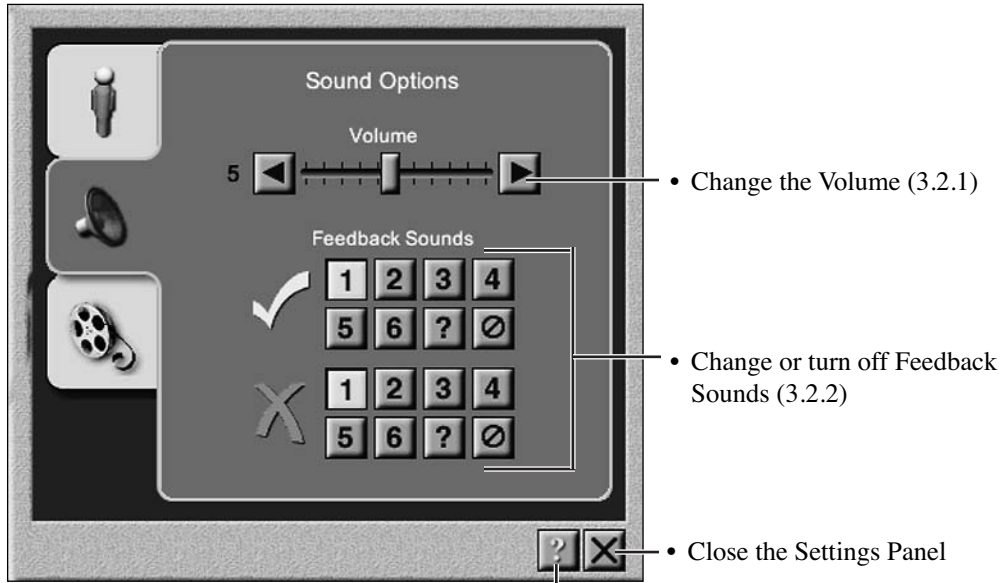 Sound Options
Volume
5
• Change the Volume (3.2.1)
Feedback Sounds
1 2 3 4
5 6 ?
• Change or turn off Feedback
Sounds (3.2.2)
1 2 3 4
5 6 ?
?
• Close the Settings Panel